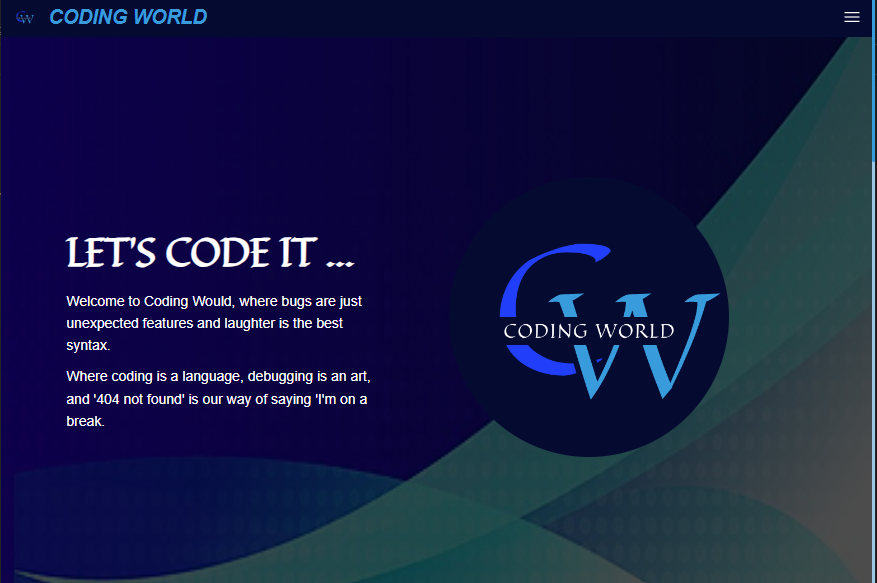 CW CODING WORLD
LET'S CODE IT ...
Welcome to Coding Would, where bugs are just
unexpected features and laughter is the best
syntax.
Where coding is a language, debugging is an art,
and '404 not found' is our way of saying 'I'm on a
break.
CW
CODING WORLD